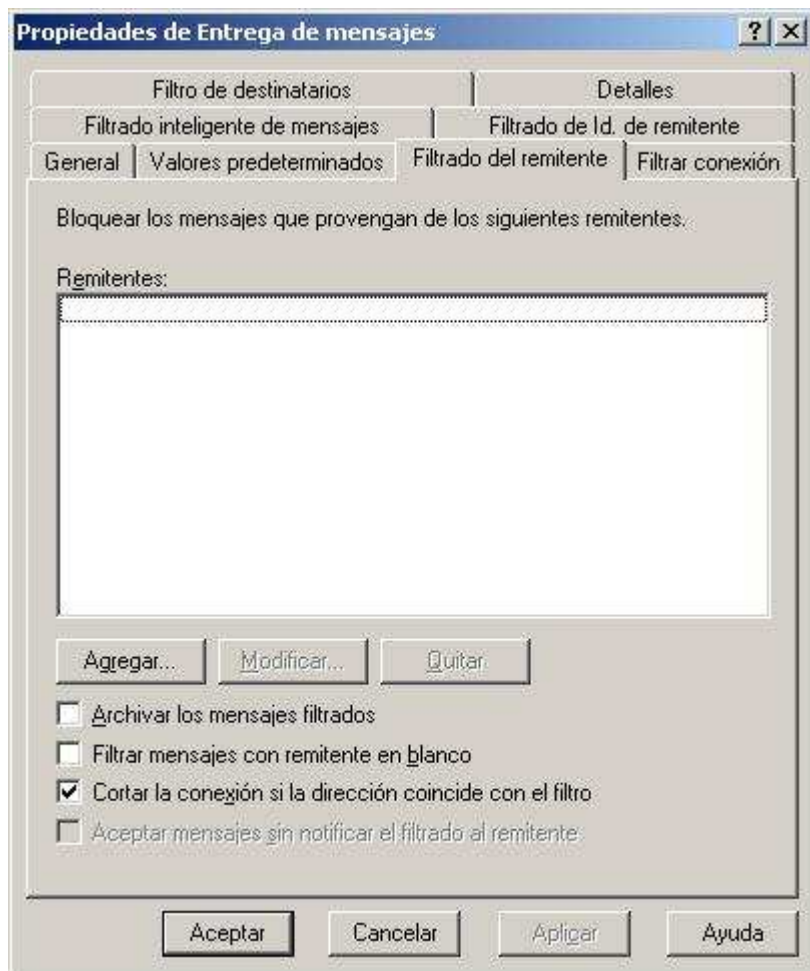 Propiedades de Entrega de mensajes
Filtro de destinatarios Detalles
Filtrado inteligente de mensajes Filtrado de Id. de remitente
General Valores predeterminados Filtrado del remitente Filtrar conexión
Bloquear los mensajes que provengan de los siguientes remitentes.
Remitentes:
Agregar... Modificar... Quitar
Archivar los mensajes filtrados
Filtrar mensajes con remitente en blanco
Cortar la conexión si la dirección coincide con el filtro
Aceptar mensajes sin notificar el filtrado al remitente
Aceptar Cancelar Aplicar Ayuda